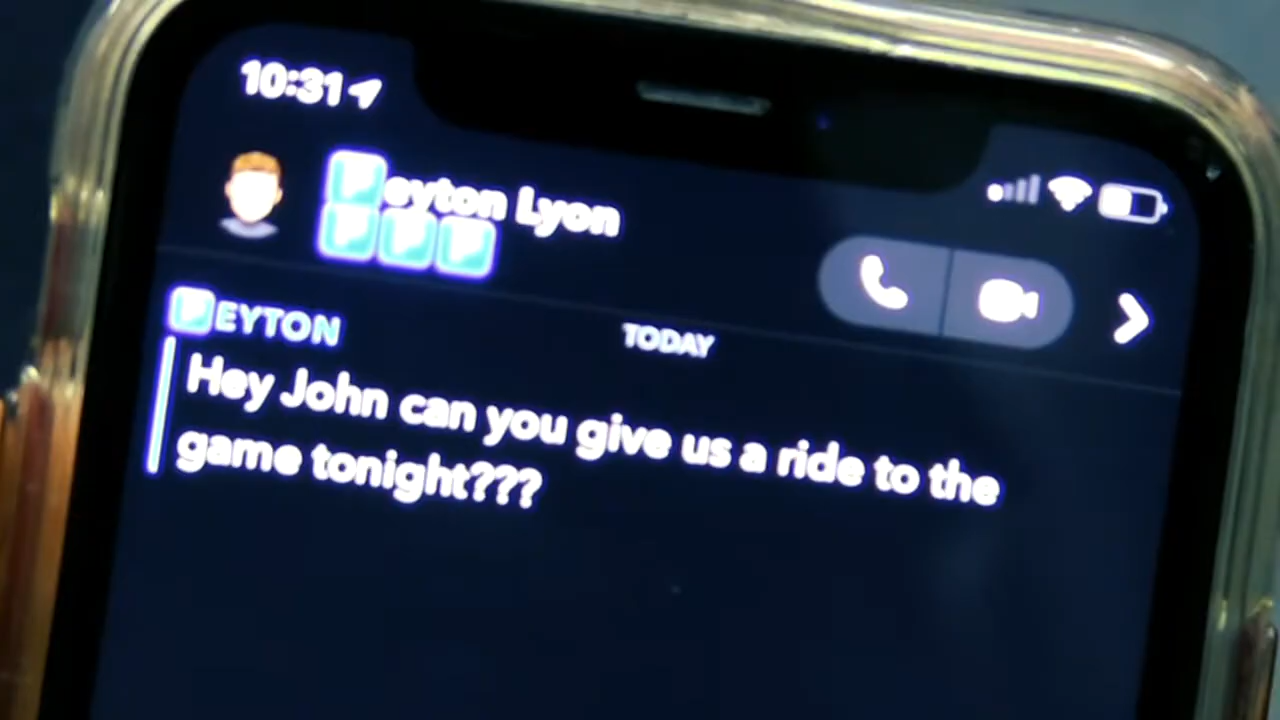 10:31
🅿️eyton Lyon
🅿️🅿️🅿️
🅿️EYTON
TODAY
Hey John can you give us a ride to the
game tonight???